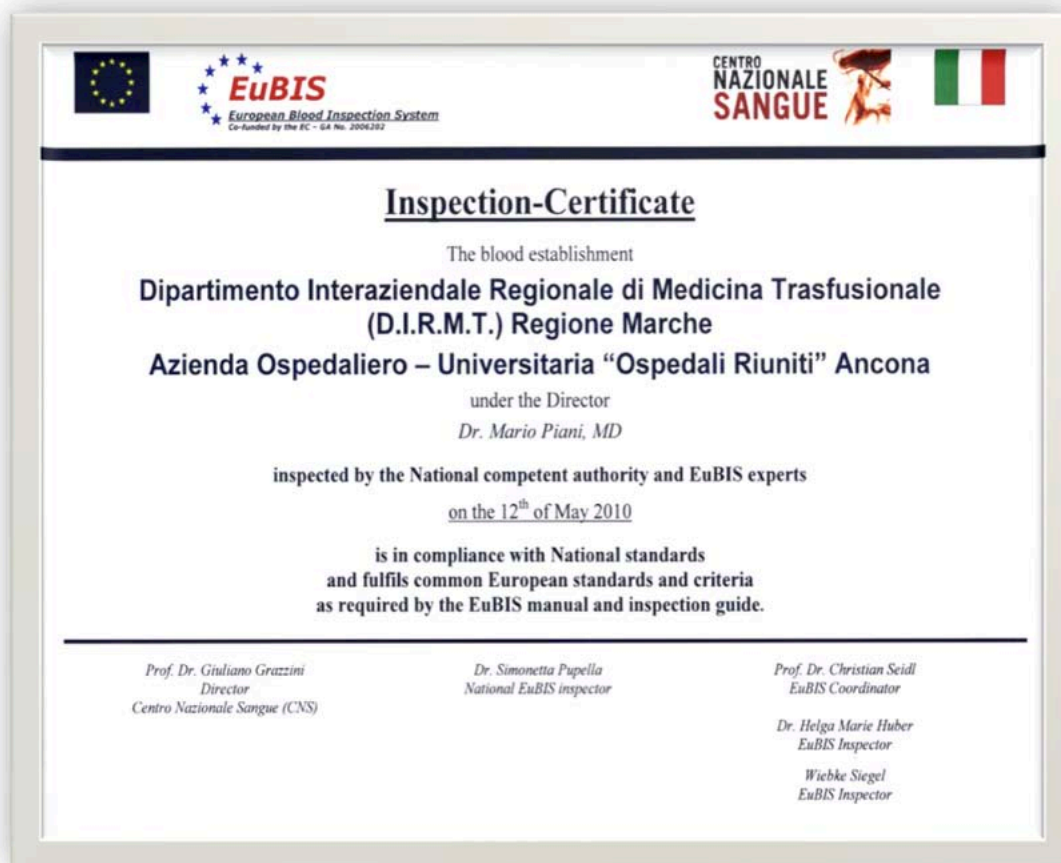 EuBIS
European Blood Inspection System
Co-funded by the EC – GA No. 2006202
CENTRO
NAZIONALE
SANGUE
Inspection-Certificate
The blood establishment
Dipartimento Interaziendale Regionale di Medicina Trasfusionale
(D.I.R.M.T.) Regione Marche
Azienda Ospedaliero – Universitaria “Ospedali Riuniti” Ancona
under the Director
Dr. Mario Piani, MD
inspected by the National competent authority and EuBIS experts
on the 12th of May 2010
is in compliance with National standards
and fulfils common European standards and criteria
as required by the EuBIS manual and inspection guide.
Prof. Dr. Giuliano Grazzini
Director
Centro Nazionale Sangue (CNS)
Dr. Simonetta Pupella
National EuBIS inspector
Prof. Dr. Christian Seidl
EuBIS Coordinator
Dr. Helga Marie Huber
EuBIS Inspector
Wiebke Siegel
EuBIS Inspector